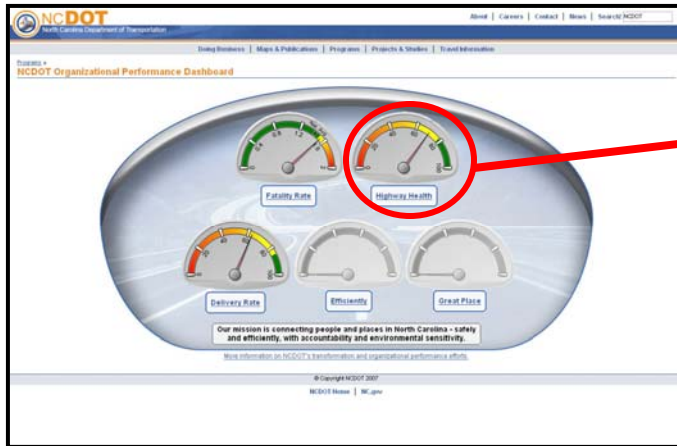 NCDOT
North Carolina Department of Transportation
About | Careers | Contact | News | Search: NCDOT
Doing Business | Maps & Publications | Programs | Projects & Studies | Travel Information
Programs »
NCDOT Organizational Performance Dashboard
Fatality Rate
Highway Health
Delivery Rate
Efficiently
Great Place
Our mission is connecting people and places in North Carolina - safely
and efficiently, with accountability and environmental sensitivity.
More information on NCDOT's transformation and organizational performance efforts.
© Copyright NCDOT 2007
NCDOT Home | NC.gov